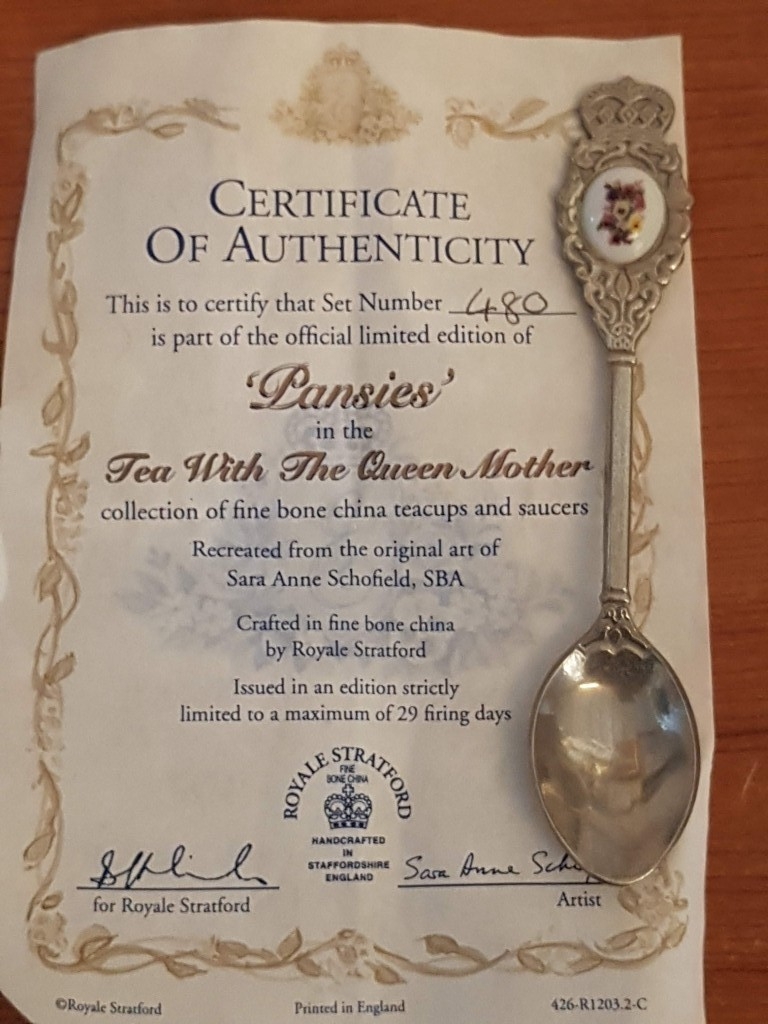 CERTIFICATE
OF AUTHENTICITY
This is to certify that Set Number 480
is part of the official limited edition of
'Pansies'
in the
Tea With The Queen Mother
collection of fine bone china teacups and saucers
Recreated from the original art of
Sara Anne Schofield, SBA
Crafted in fine bone china
by Royale Stratford
Issued in an edition strictly
limited to a maximum of 29 firing days
ROYALE STRATFORD
FINE
BONE CHINA
HANDCRAFTED
IN
STAFFORDSHIRE
ENGLAND
Sara Anne
for Royale Stratford
Artist
©Royale Stratford
Printed in England
426-R1203.2-C